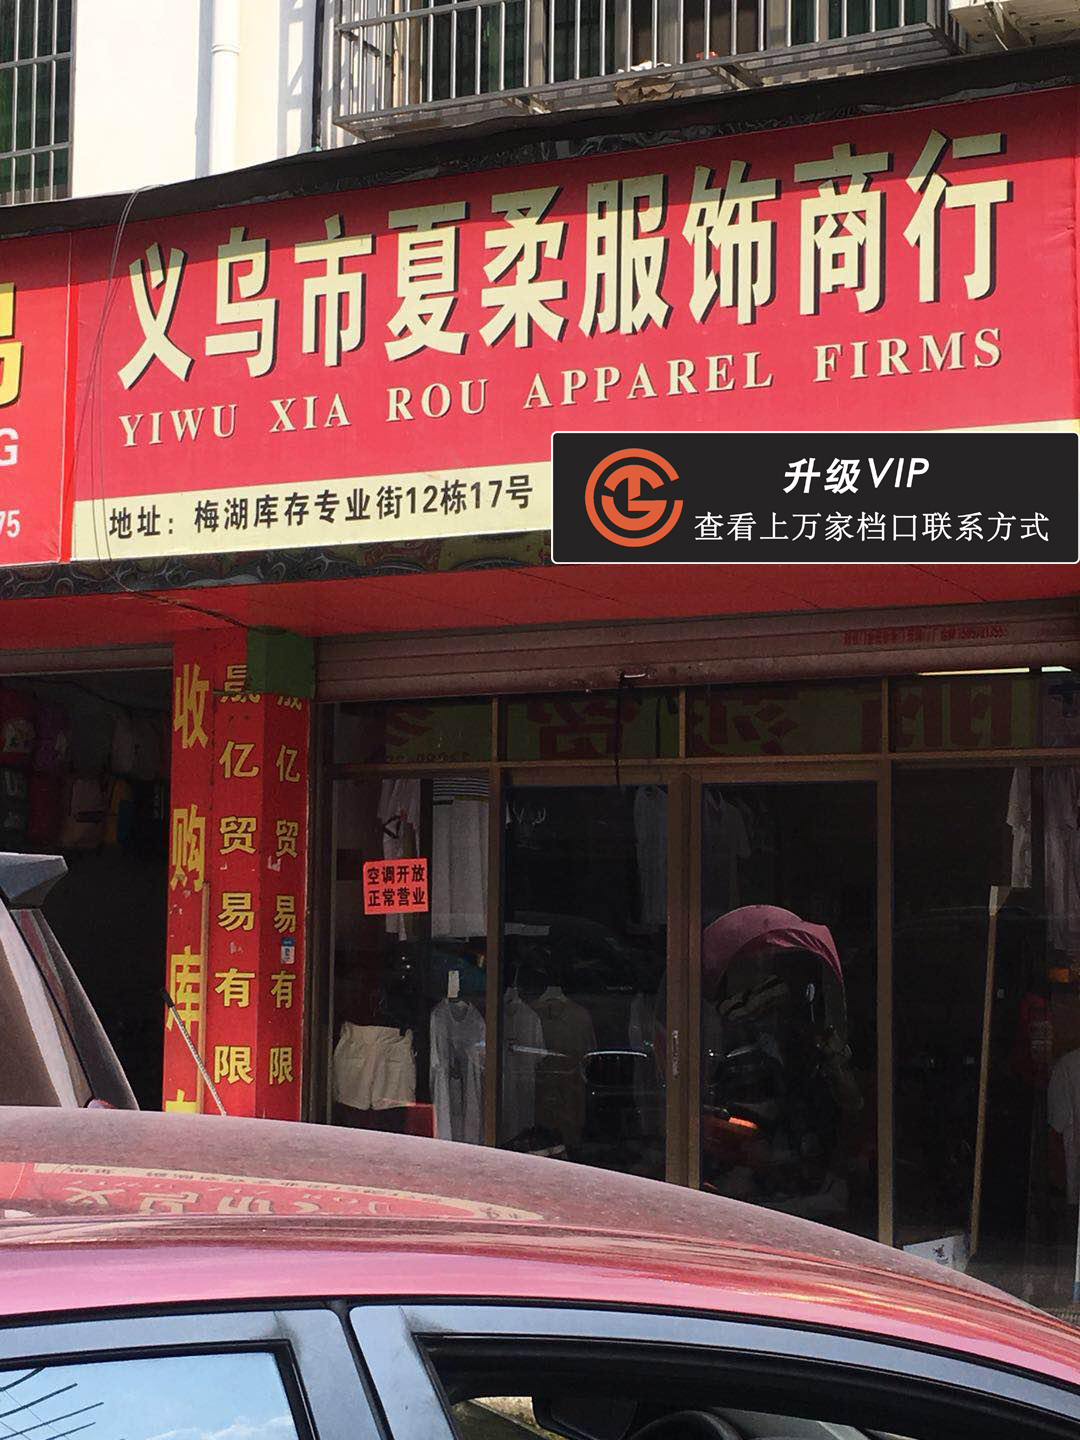 义乌市夏柔服饰商行
YIWU XIA ROU APPAREL FIRMS
G
75
地址：梅湖库存专业街12栋17号
升级VIP
查看上万家档口联系方式
收购库
晟亿贸易有限
晟亿贸易有限
空调开放
正常营业